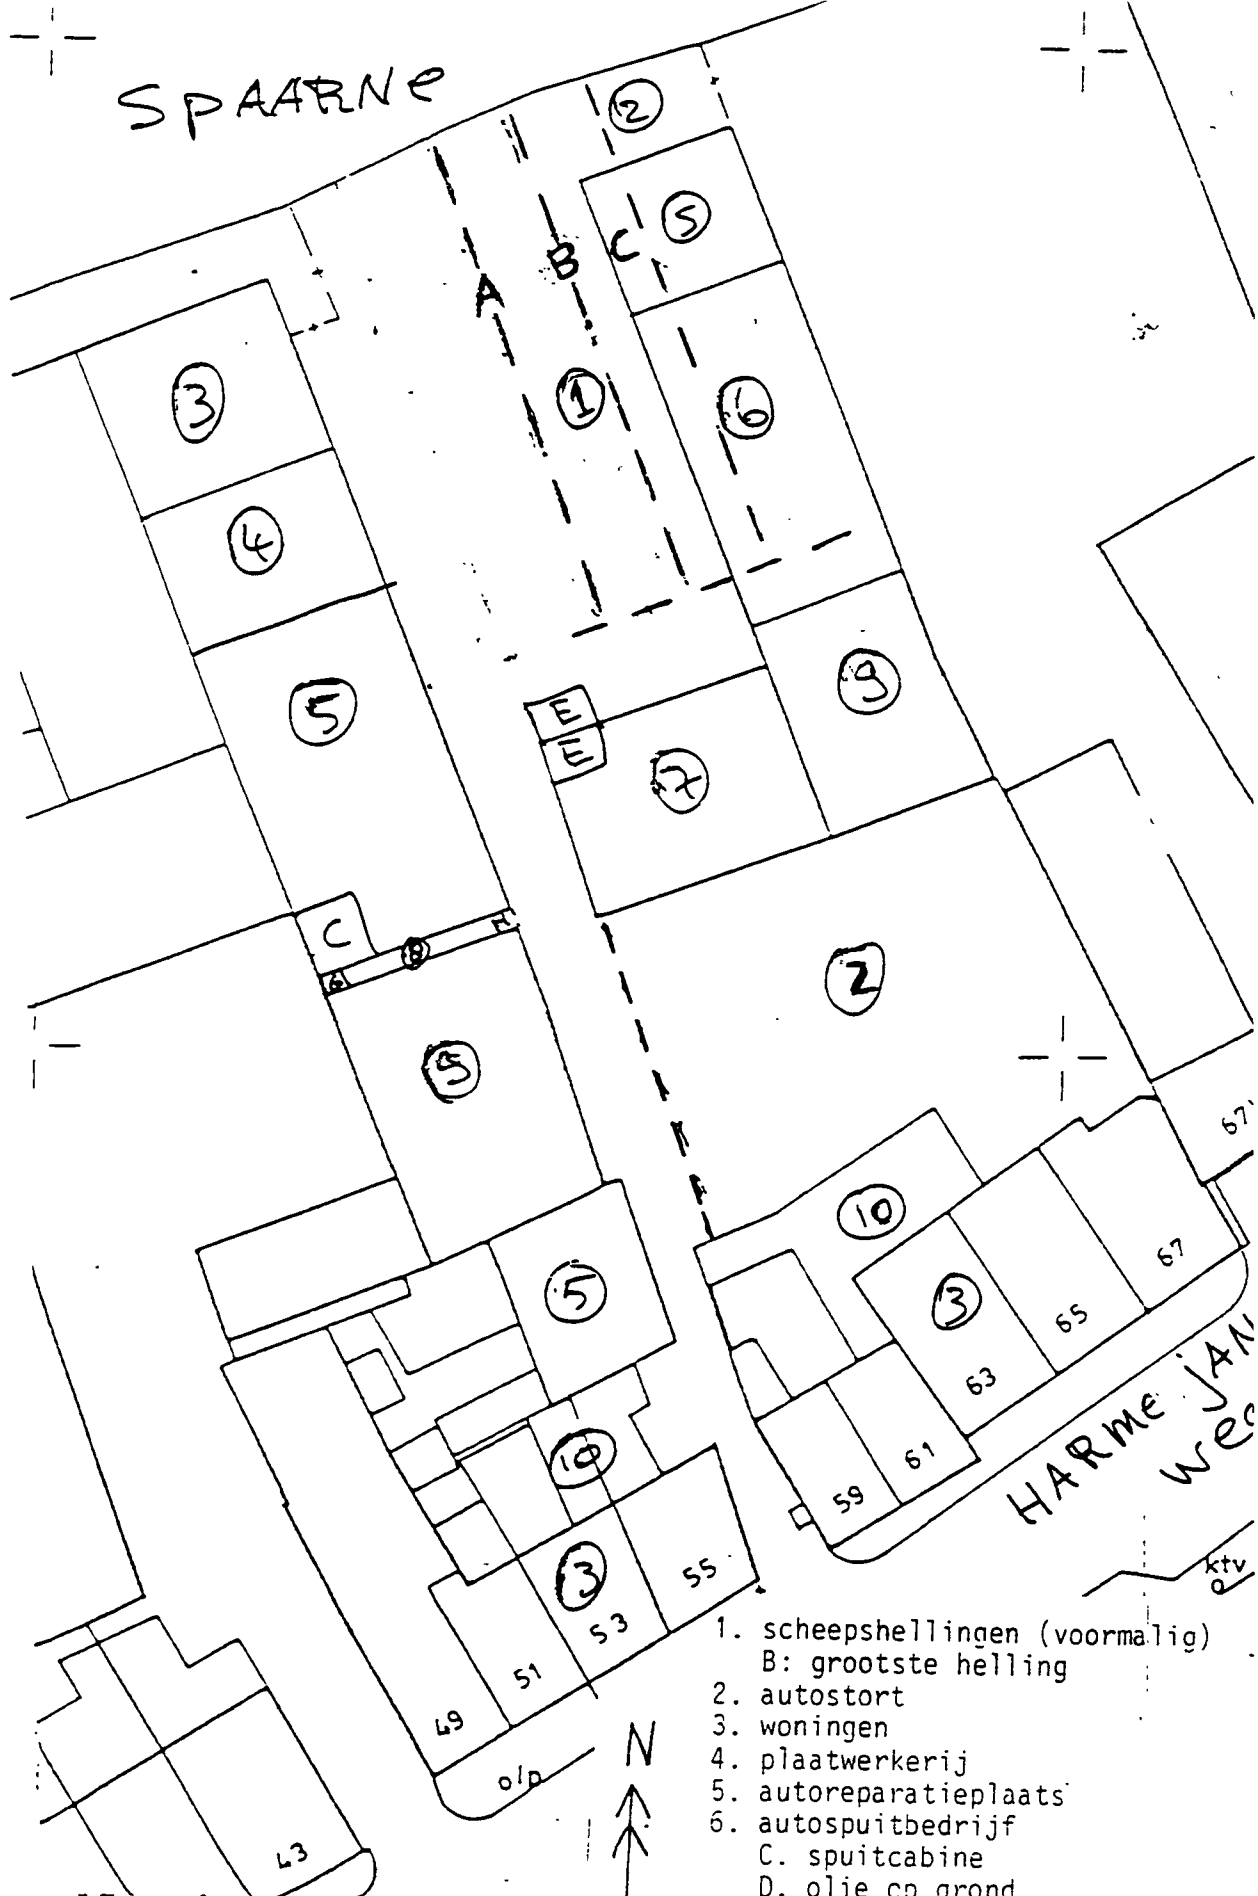 SPAARNE
2
5
C
B
A
3
1
6
4
5
9
E
E
7
C
8
6
2
5
67
10
5
3
67
65
63
HARMEJAN
WEG
61
59
10
3
55
53
51
49
o/p
43
ktv
N
1. scheepshellingen (voormalig)
B: grootste helling
2. autostort
3. woningen
4. plaatwerkerij
5. autoreparatieplaats
6. autospuitbedrijf
C. spuitcabine
D. olie op grond